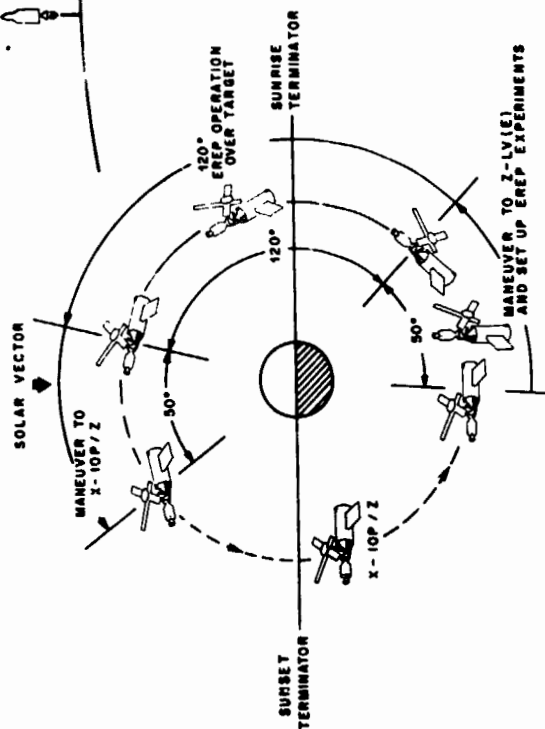 SOLAR VECTOR
MANEUVER TO
X-IOP/Z
120°
EREP OPERATION
OVER TARGET
SUNRISE
TERMINATOR
120°
50°
50°
MANEUVER TO Z-LV(E)
AND SET UP EREP EXPERIMENTS
X-IOP/Z
SUNSET
TERMINATOR